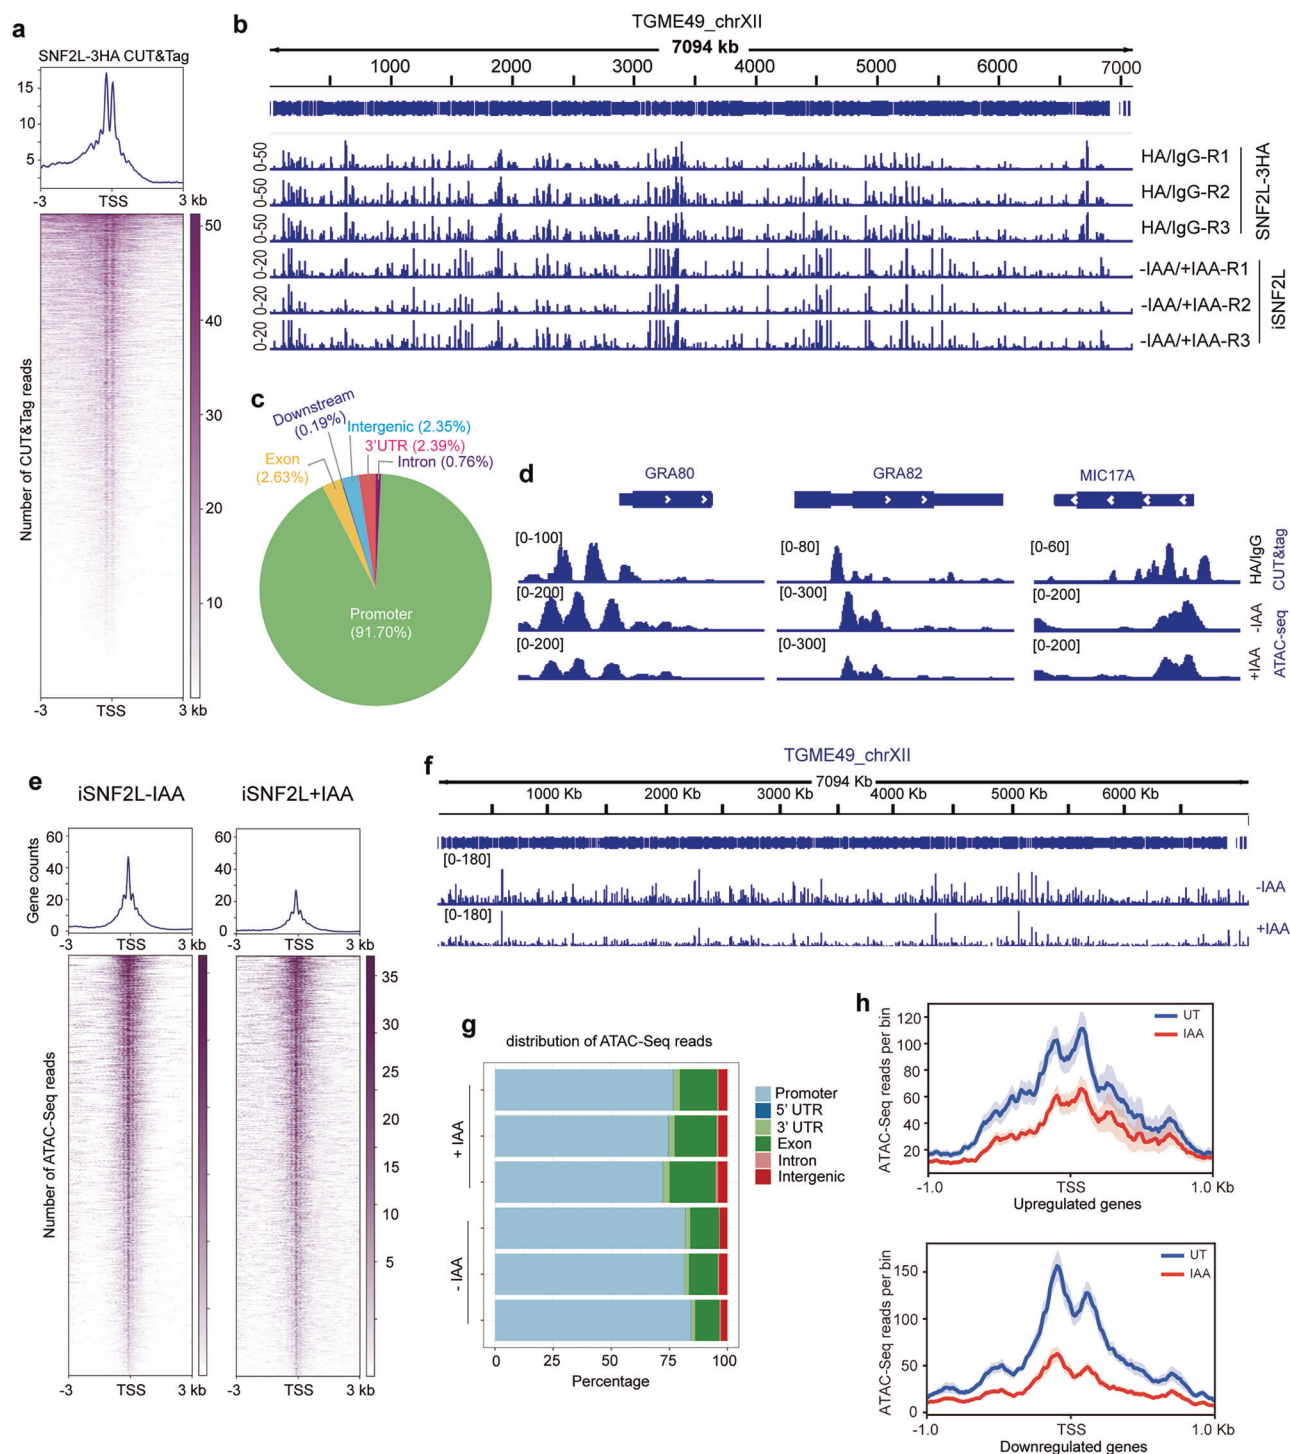 a
SNF2L-3HA CUT&Tag
15
10
5
-3
TSS
3 kb
50
40
30
20
10
Number of CUT&Tag reads
-3
TSS
3 kb
b
TGME49_chrXII
7094 kb
1000 2000 3000 4000 5000 6000 7000
0-50
HA/IgG-R1
0-50
HA/IgG-R2
0-50
HA/IgG-R3
SNF2L-3HA
0-20
-IAA/+IAA-R1
0-20
-IAA/+IAA-R2
0-20
-IAA/+IAA-R3
iSNF2L
c
Downstream
(0.19%)
Intergenic (2.35%)
3'UTR (2.39%)
Intron (0.76%)
Exon
(2.63%)
Promoter
(91.70%)
d
GRA80
GRA82
MIC17A
[0-100]
[0-80]
[0-60]
HA/IgG
CUT&tag
[0-200]
[0-300]
[0-200]
-IAA
[0-200]
[0-300]
[0-200]
+IAA
ATAC-seq
e
iSNF2L-IAA
iSNF2L+IAA
Gene counts
60
40
20
0
-3
TSS
3 kb
60
40
20
0
-3
TSS
3 kb
Number of ATAC-Seq reads
35
30
25
20
15
10
5
-3
TSS
3 kb
-3
TSS
3 kb
f
TGME49_chrXII
7094 Kb
1000 Kb 2000 Kb 3000 Kb 4000 Kb 5000 Kb 6000 Kb
[0-180]
-IAA
[0-180]
+IAA
g
distribution of ATAC-Seq reads
+ IAA
- IAA
0 25 50 75 100
Percentage
Promoter
5' UTR
3' UTR
Exon
Intron
Intergenic
h
ATAC-Seq reads per bin
120
100
80
60
40
20
UT
IAA
-1.0
TSS
1.0 Kb
Upregulated genes
ATAC-Seq reads per bin
150
100
50
0
UT
IAA
-1.0
TSS
1.0 Kb
Downregulated genes